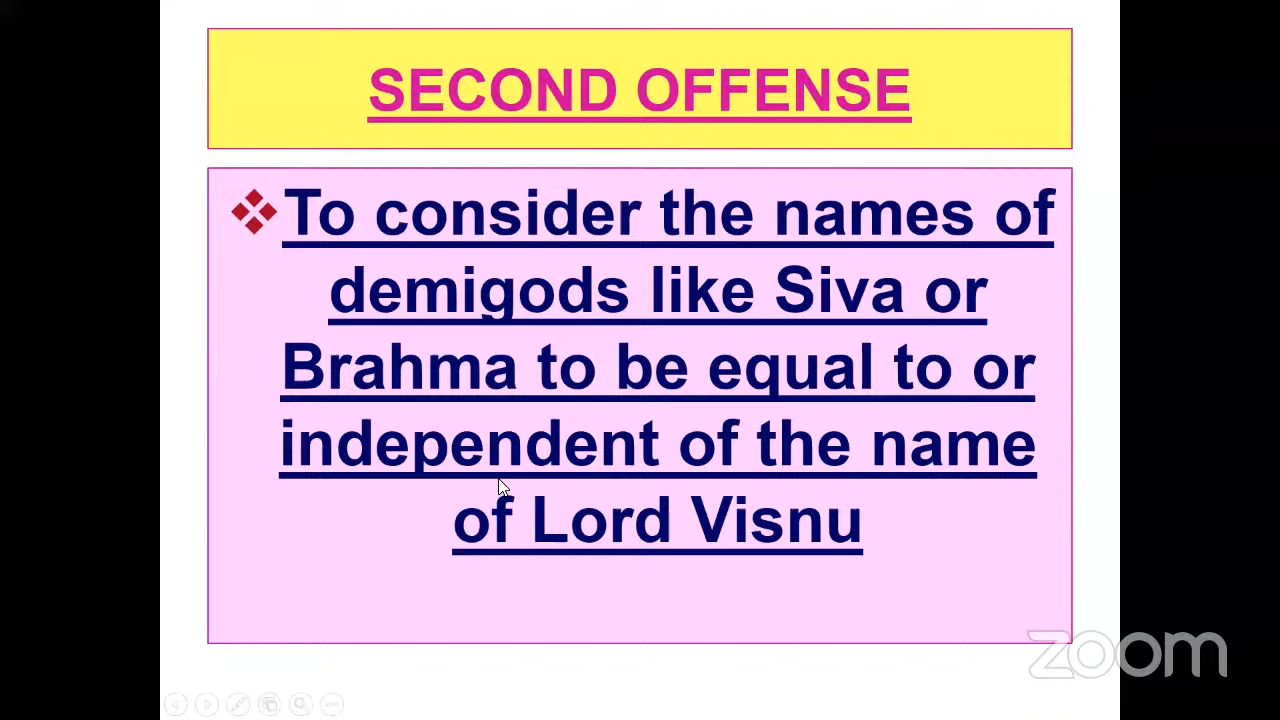 SECOND OFFENSE
To consider the names of
demigods like Siva or
Brahma to be equal to or
independent of the name
of Lord Visnu
zoom